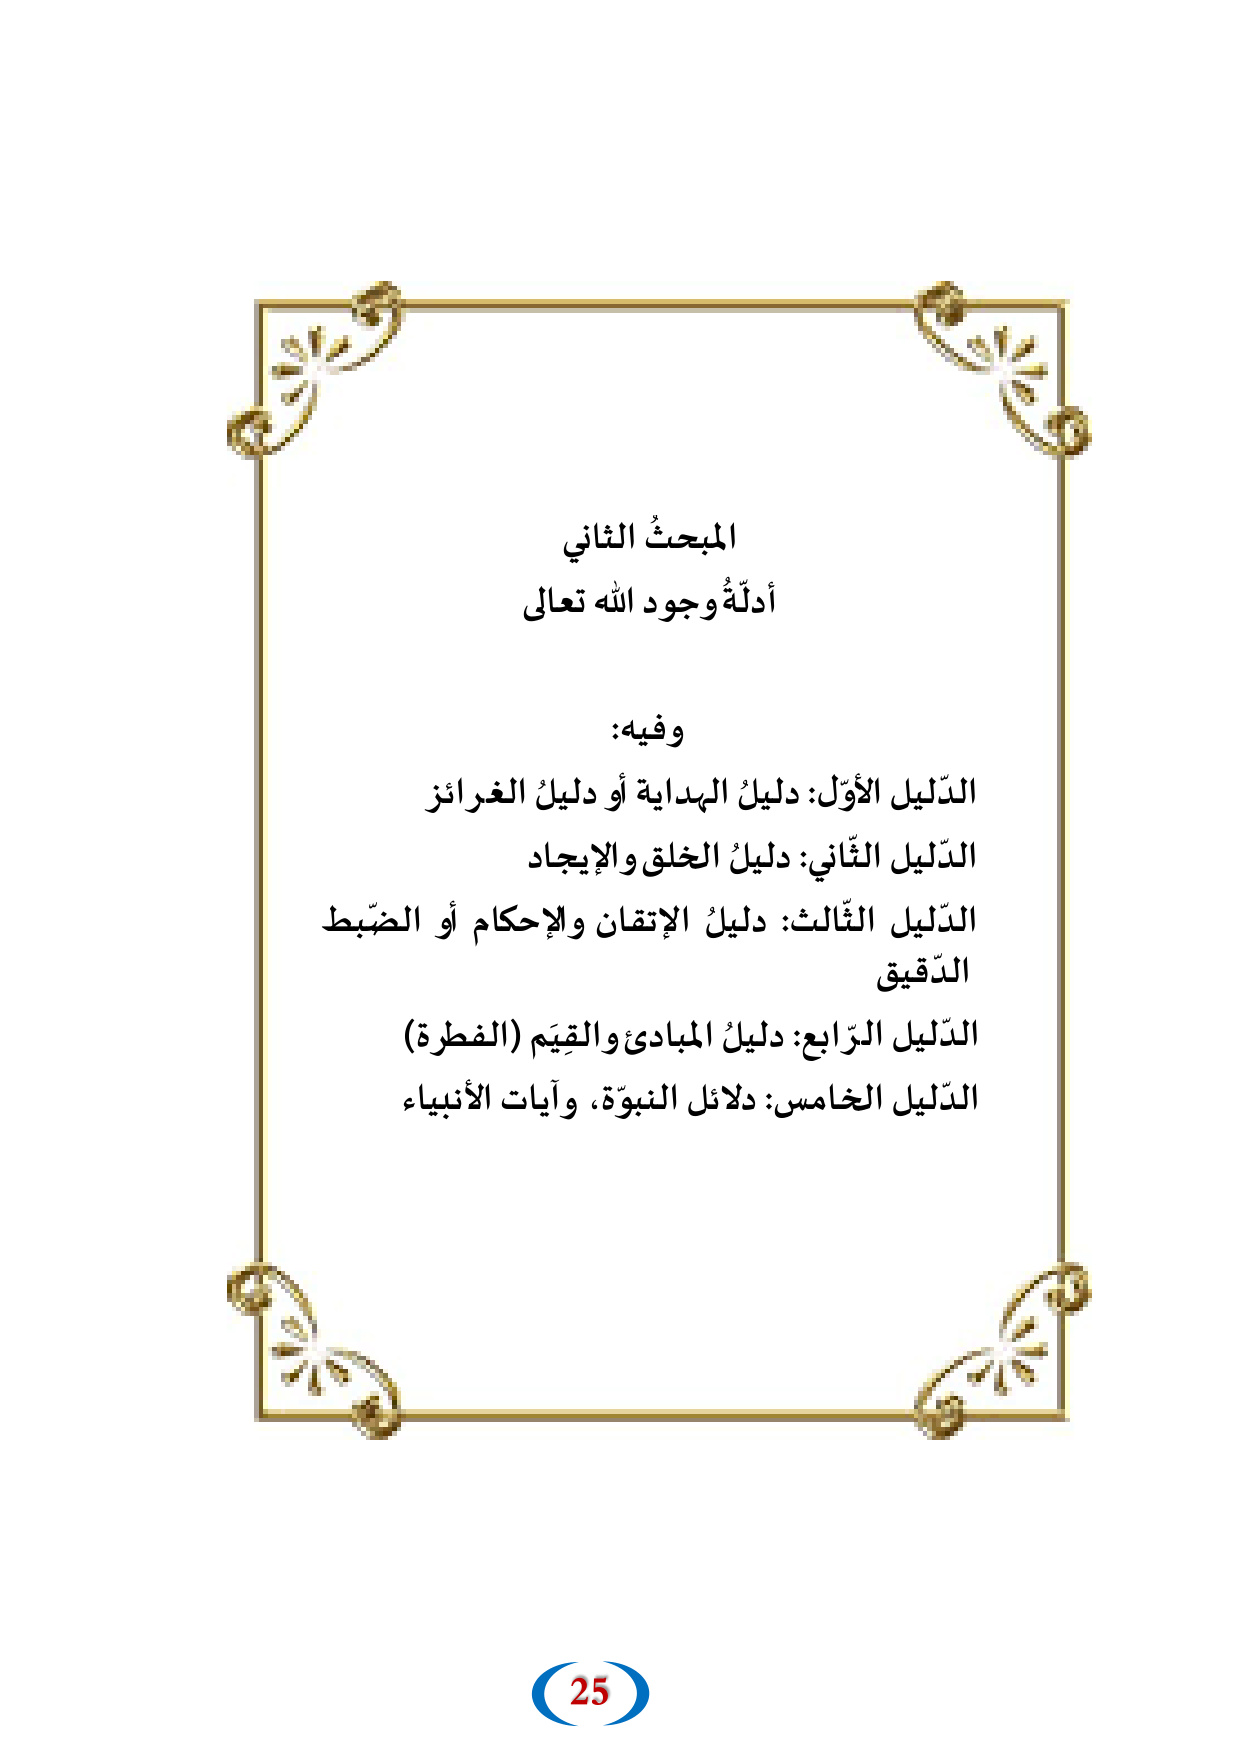 المبحثُ الثاني
أدلّةُ وجود الله تعالى
وفيه:
الدّليل الأوّل: دليلُ الهداية أو دليلُ الغرائز
الدّليل الثّاني: دليلُ الخلق والإيجاد
الدّليل الثّالث: دليلُ الإتقان والإحكام أو الضّبط
الدّقيق
الدّليل الرّابع: دليلُ المبادئ والقِيَم (الفطرة)
الدّليل الخامس: دلائل النبوّة، وآيات الأنبياء
25